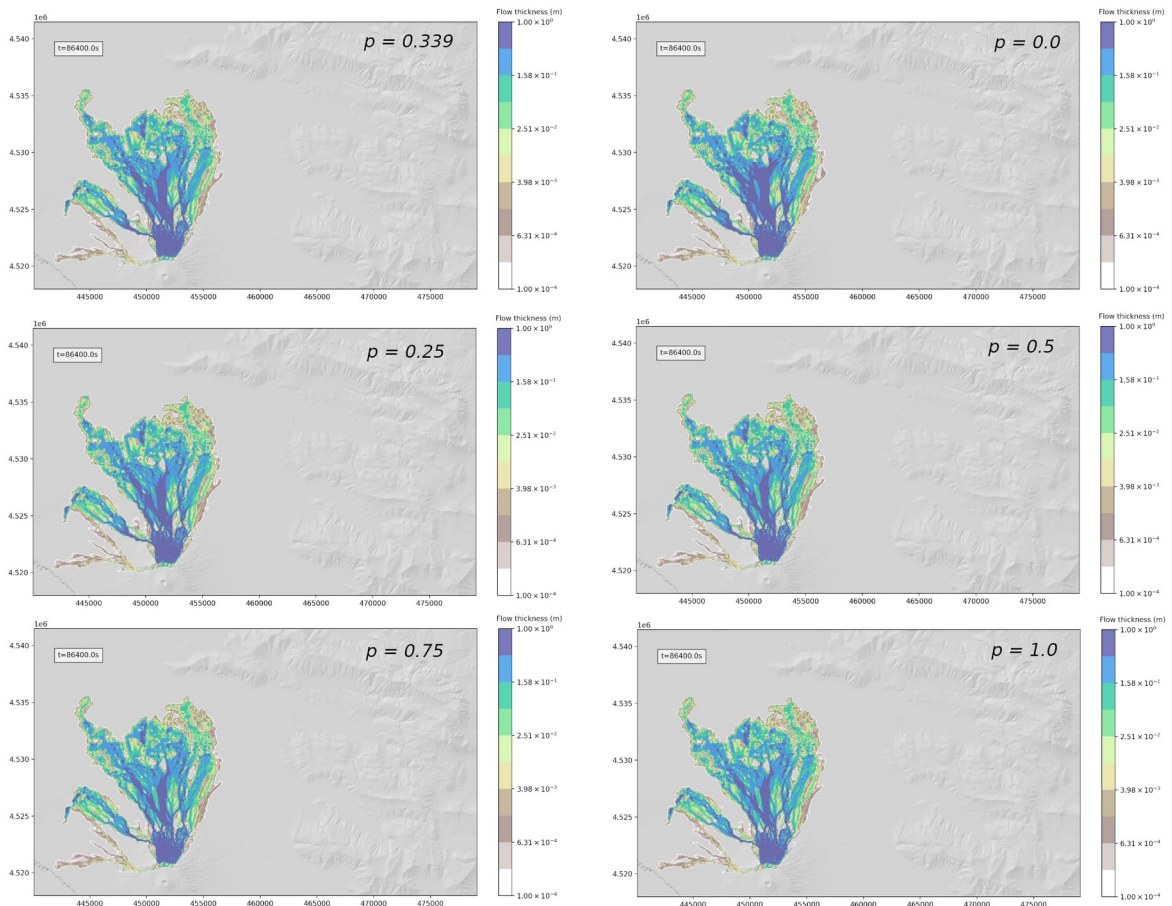 1e6
4.540
4.535
4.530
4.525
4.520
445000 450000 455000 460000 465000 470000 475000
t=86400.0s
p = 0.339
Flow thickness (m)
1.00 × 10⁰
1.58 × 10⁻¹
2.51 × 10⁻²
3.98 × 10⁻³
6.31 × 10⁻⁴
1.00 × 10⁻⁴
1e6
4.540
4.535
4.530
4.525
4.520
445000 450000 455000 460000 465000 470000 475000
t=86400.0s
p = 0.0
Flow thickness (m)
1.00 × 10⁰
1.58 × 10⁻¹
2.51 × 10⁻²
3.98 × 10⁻³
6.31 × 10⁻⁴
1.00 × 10⁻⁴
1e6
4.540
4.535
4.530
4.525
4.520
445000 450000 455000 460000 465000 470000 475000
t=86400.0s
p = 0.25
Flow thickness (m)
1.00 × 10⁰
1.58 × 10⁻¹
2.51 × 10⁻²
3.98 × 10⁻³
6.31 × 10⁻⁴
1.00 × 10⁻⁴
1e6
4.540
4.535
4.530
4.525
4.520
445000 450000 455000 460000 465000 470000 475000
t=86400.0s
p = 0.5
Flow thickness (m)
1.00 × 10⁰
1.58 × 10⁻¹
2.51 × 10⁻²
3.98 × 10⁻³
6.31 × 10⁻⁴
1.00 × 10⁻⁴
1e6
4.540
4.535
4.530
4.525
4.520
445000 450000 455000 460000 465000 470000 475000
t=86400.0s
p = 0.75
Flow thickness (m)
1.00 × 10⁰
1.58 × 10⁻¹
2.51 × 10⁻²
3.98 × 10⁻³
6.31 × 10⁻⁴
1.00 × 10⁻⁴
1e6
4.540
4.535
4.530
4.525
4.520
445000 450000 455000 460000 465000 470000 475000
t=86400.0s
p = 1.0
Flow thickness (m)
1.00 × 10⁰
1.58 × 10⁻¹
2.51 × 10⁻²
3.98 × 10⁻³
6.31 × 10⁻⁴
1.00 × 10⁻⁴